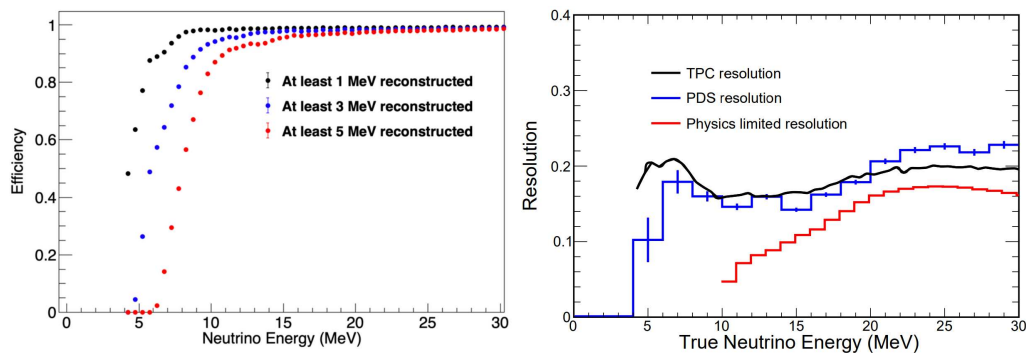 1
0.8
0.6
0.4
0.2
0
Efficiency
At least 1 MeV reconstructed
At least 3 MeV reconstructed
At least 5 MeV reconstructed
0 5 10 15 20 25 30
Neutrino Energy (MeV)
0.4
0.3
0.2
0.1
0.0
Resolution
TPC resolution
PDS resolution
Physics limited resolution
0 5 10 15 20 25 30
True Neutrino Energy (MeV)